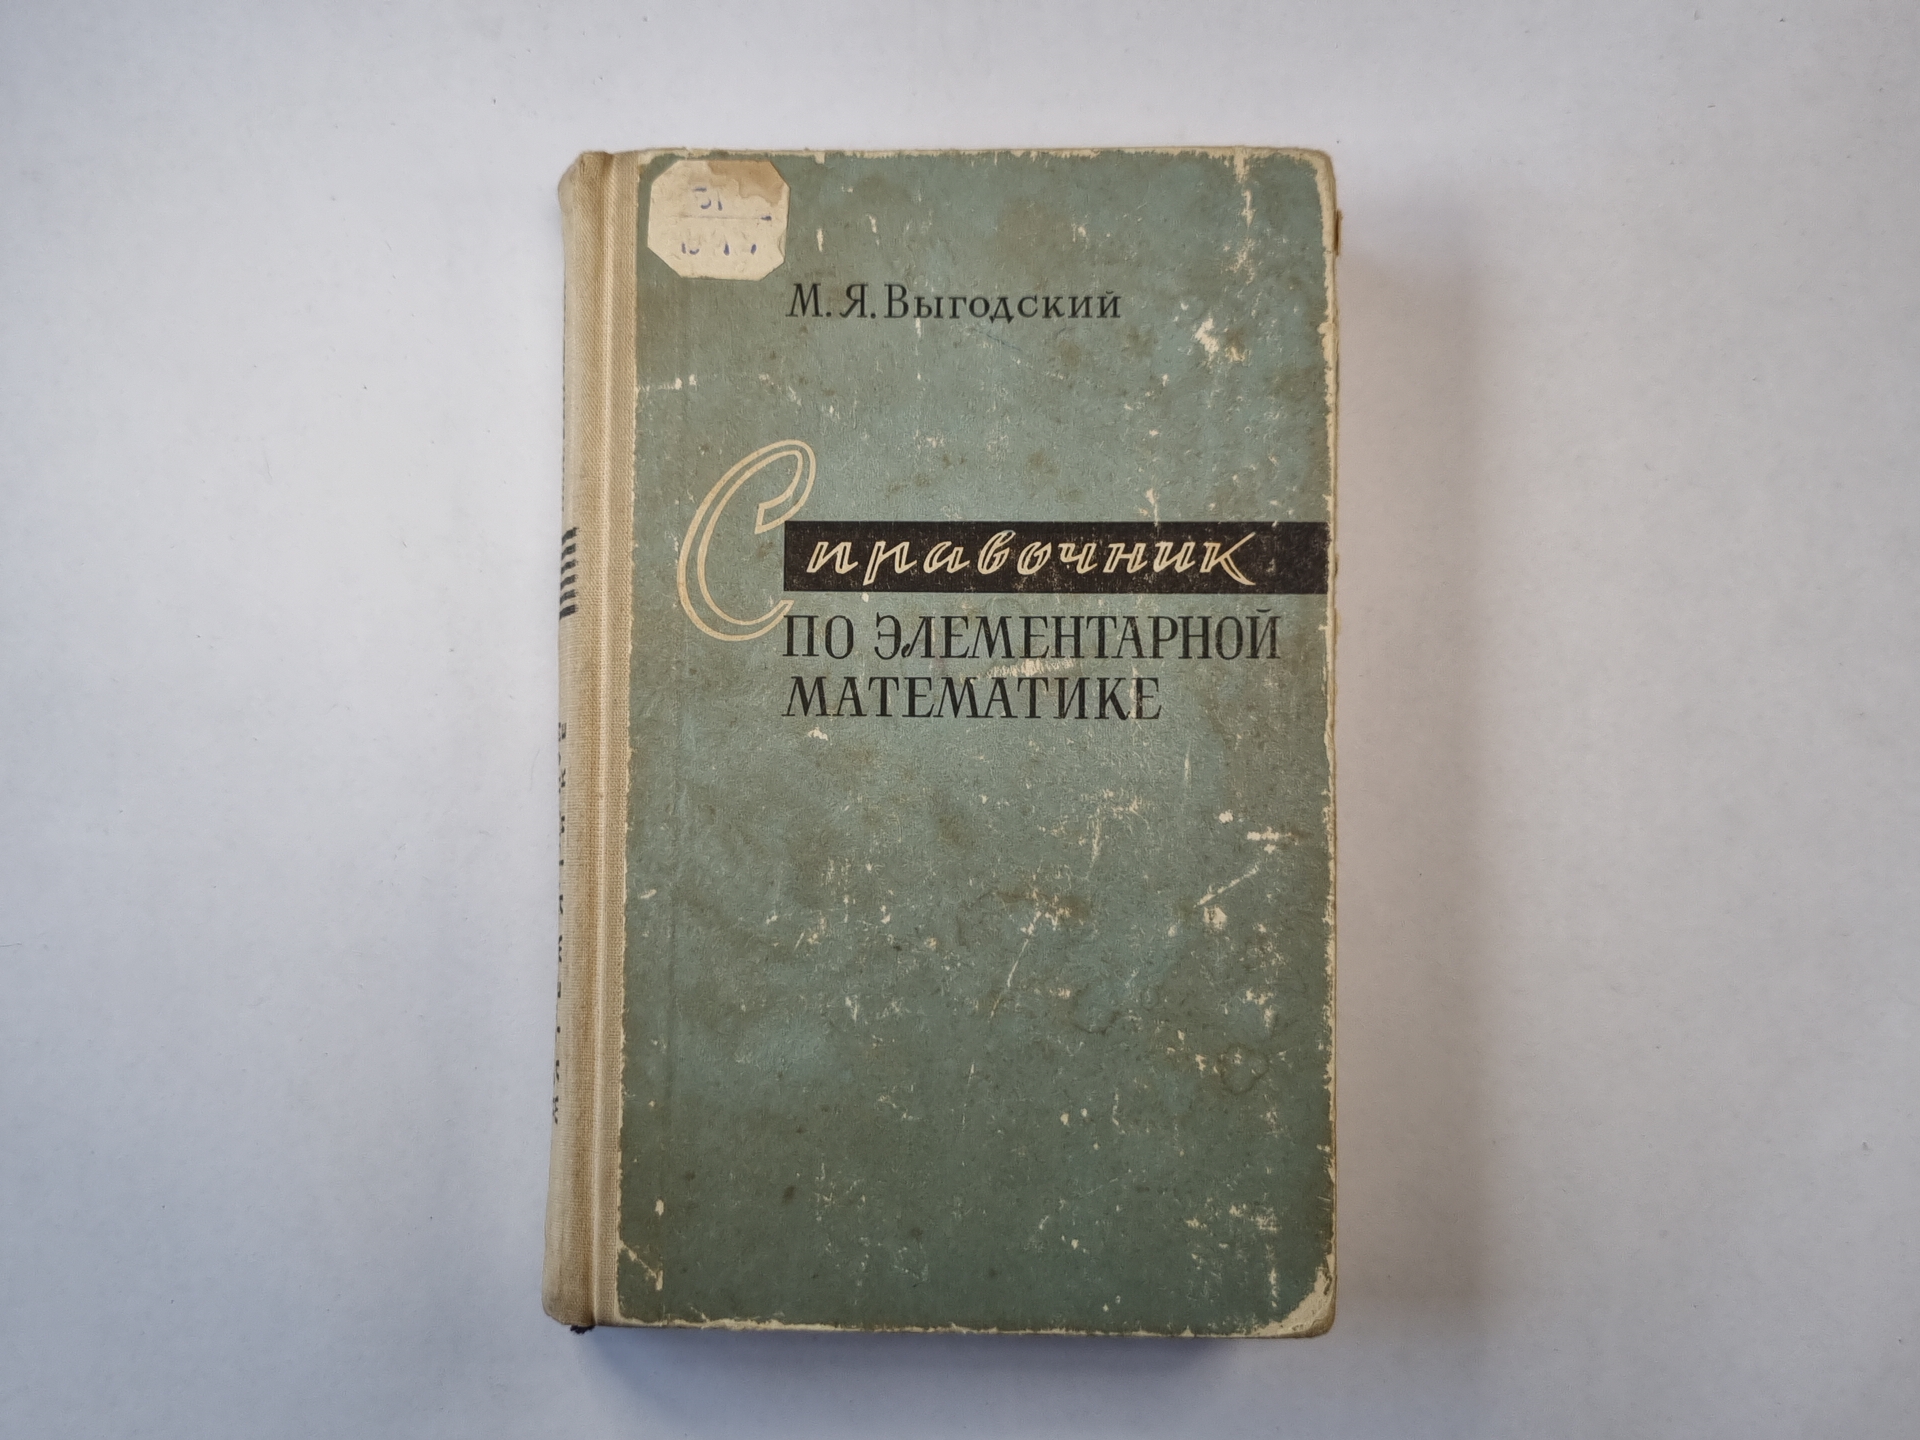 М. Я. Выгодский
Справочник
ПО ЭЛЕМЕНТАРНОЙ
МАТЕМАТИКЕ